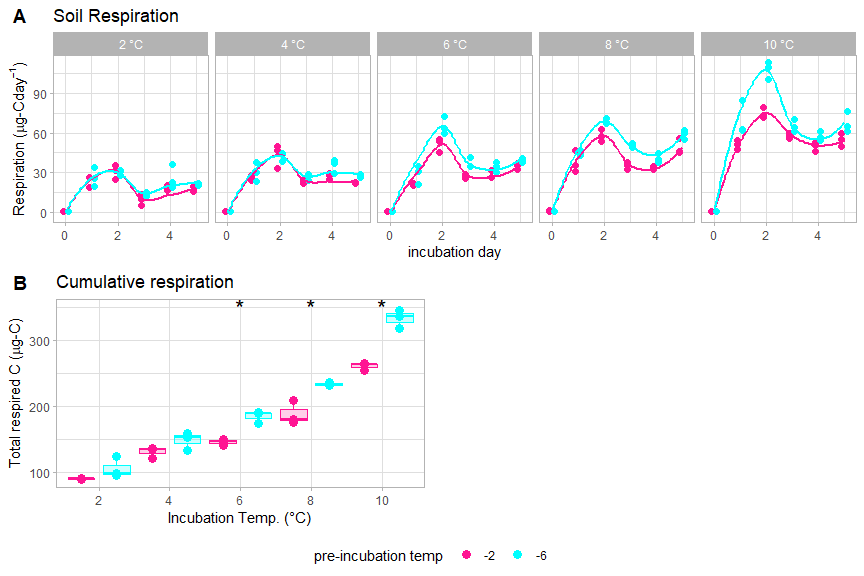 A Soil Respiration
2 °C 4 °C 6 °C 8 °C 10 °C
Respiration (μg-Cday⁻¹)
90
60
30
0
0 2 4 0 2 4 0 2 4 0 2 4 0 2 4
incubation day
B Cumulative respiration
* * *
Total respired C (μg-C)
300
200
100
2 4 6 8 10
Incubation Temp. (°C)
pre-incubation temp -2 -6